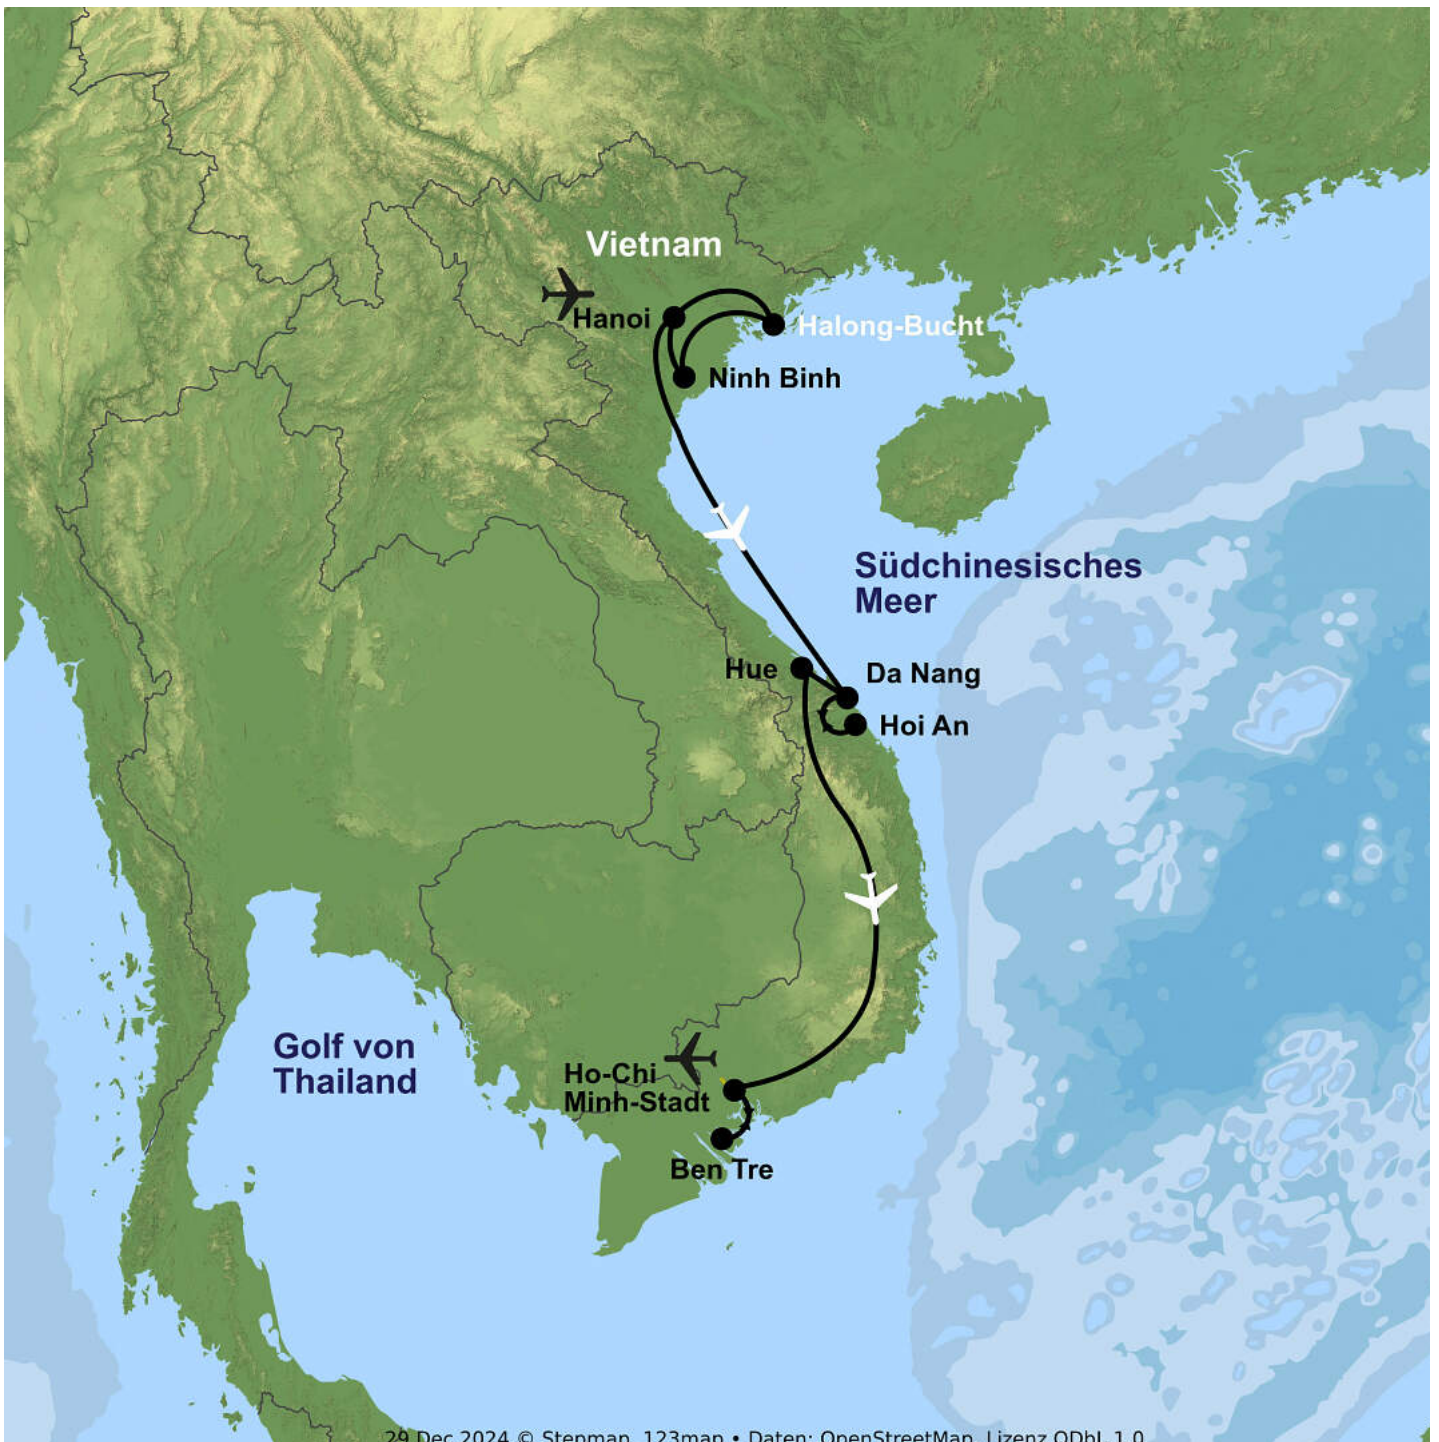 Vietnam
Hanoi
Halong-Bucht
Ninh Binh
Südchinesisches
Meer
Hue
Da Nang
Hoi An
Golf von
Thailand
Ho-Chi
Minh-Stadt
Ben Tre
29 Dec 2024 © Stepmap, 123map • Daten: OpenStreetMap, Lizenz ODbL 1.0